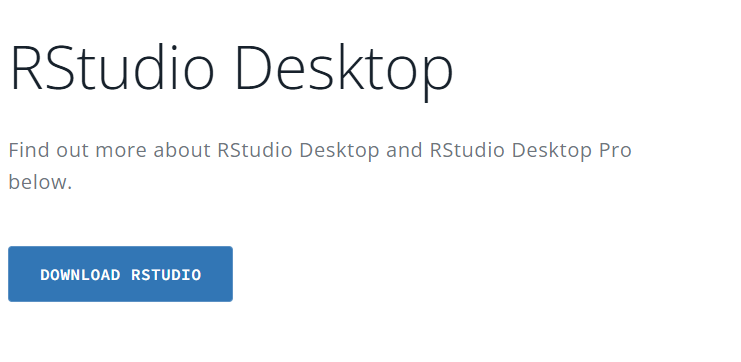 RStudio Desktop
Find out more about RStudio Desktop and RStudio Desktop Pro
below.
DOWNLOAD RSTUDIO